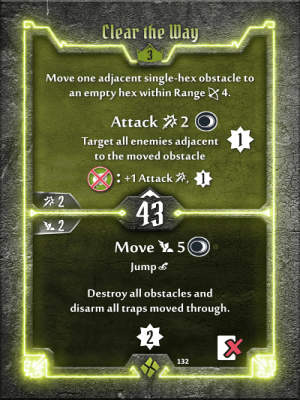 Clear the Way
3
Move one adjacent single-hex obstacle to
an empty hex within Range 4.
Attack 2
Target all enemies adjacent
to the moved obstacle
1
: +1 Attack , 1
2
43
2
Move 5
Jump
Destroy all obstacles and
disarm all traps moved through.
2
132